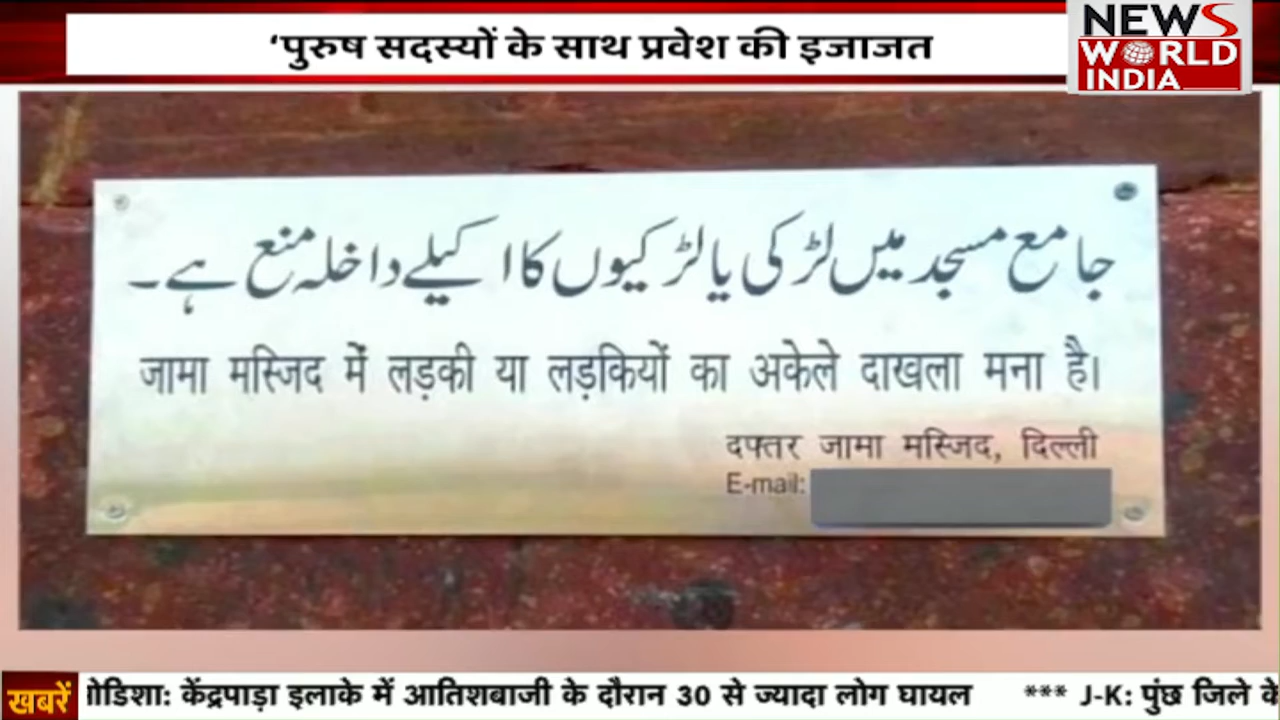 ‘पुरुष सदस्यों के साथ प्रवेश की इजाजत
NEWS
WORLD
INDIA
جامع مسجد میں لڑکی یا لڑکیوں کا اکیلے داخلہ منع ہے۔
जामा मस्जिद में लड़की या लड़कियों का अकेले दाखला मना है।
दफ्तर जामा मस्जिद, दिल्ली
E-mail:
खबरें
ोडिशा: केंद्रपाड़ा इलाके में आतिशबाजी के दौरान 30 से ज्यादा लोग घायल *** J-K: पुंछ जिले के